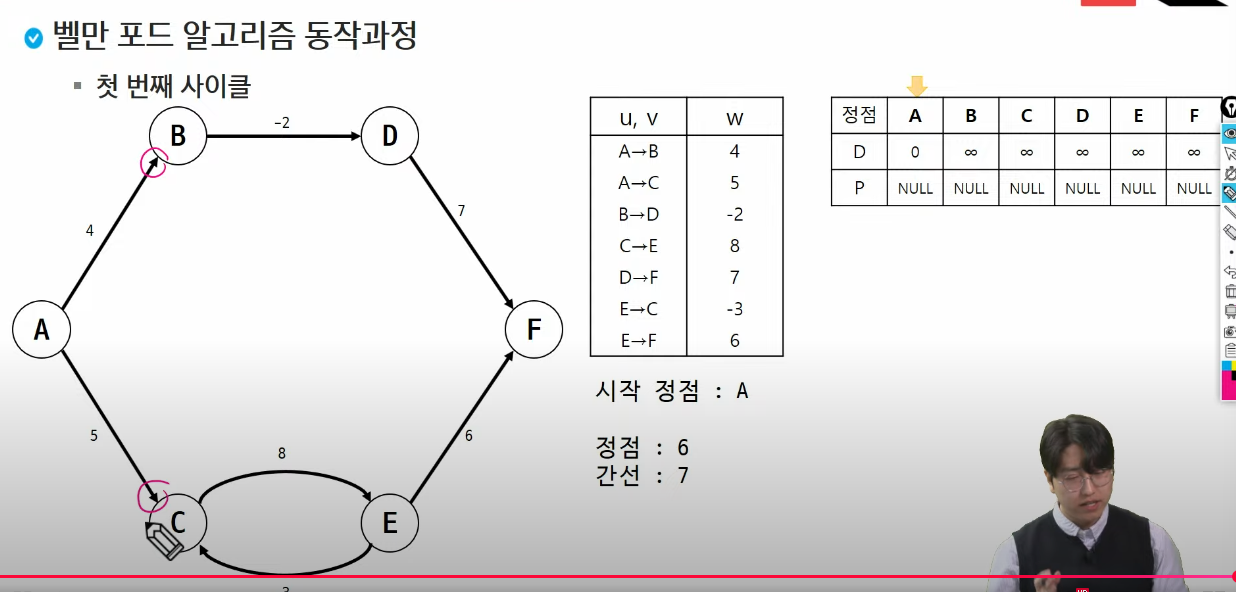 벨만 포드 알고리즘 동작과정
첫 번째 사이클
B
-2
D
4
7
A
F
5
8
6
C
E
u, v w
A→B 4
A→C 5
B→D -2
C→E 8
D→F 7
E→C -3
E→F 6
시작 정점 : A
정점 : 6
간선 : 7
정점 A B C D E F
D 0 ∞ ∞ ∞ ∞ ∞
P NULL NULL NULL NULL NULL NULL